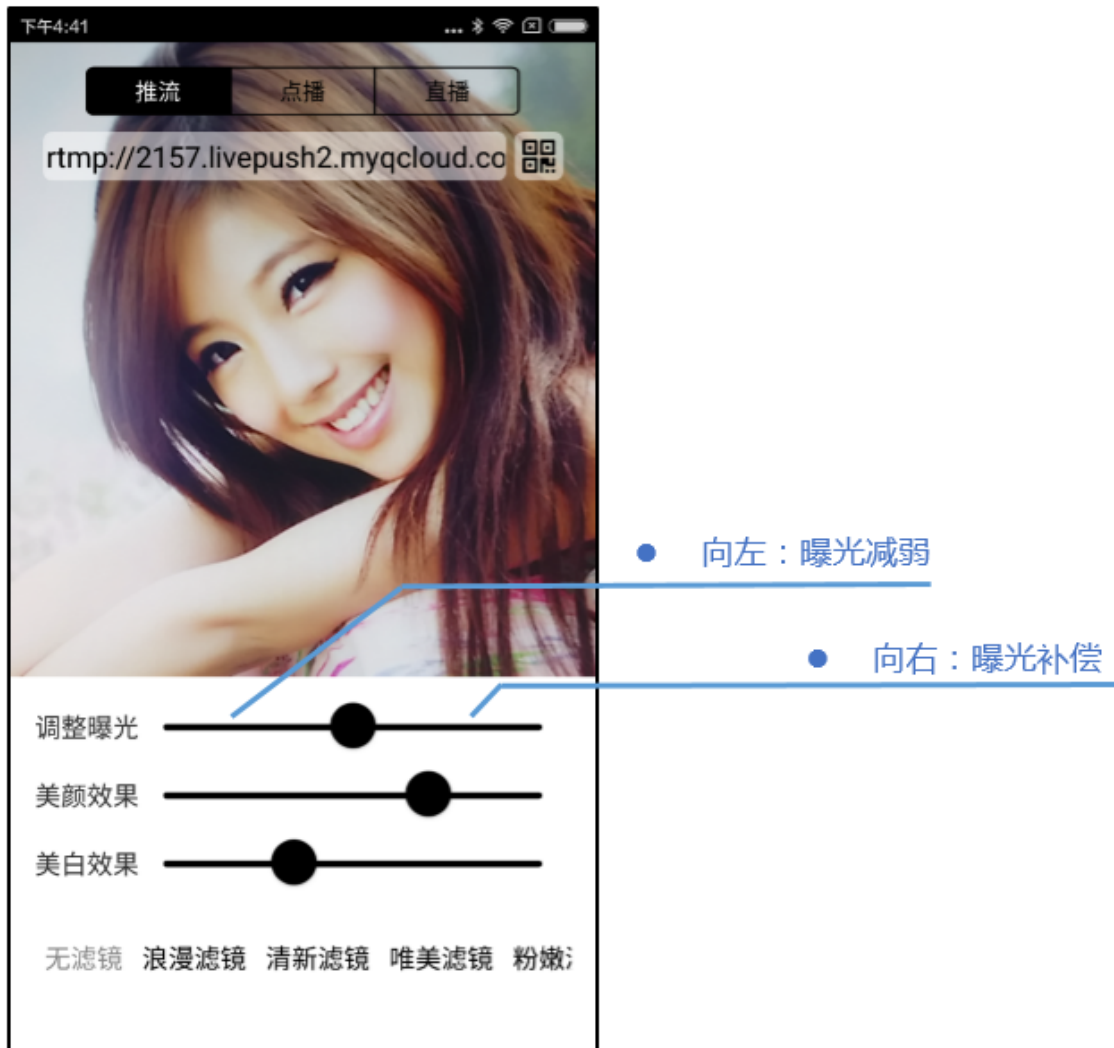 下午4:41
推流 点播 直播
rtmp://2157.livepush2.myqcloud.co
向左：曝光减弱
向右：曝光补偿
调整曝光
美颜效果
美白效果
无滤镜 浪漫滤镜 清新滤镜 唯美滤镜 粉嫩